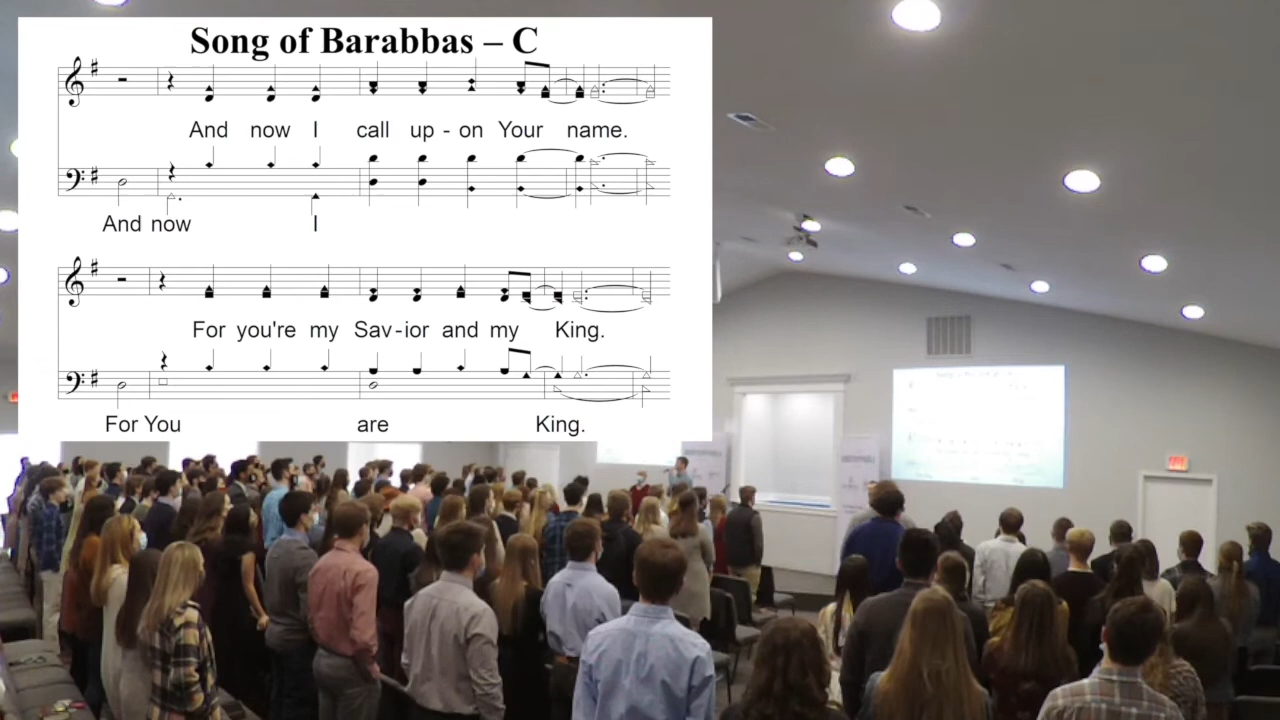 Song of Barabbas – C
And now I call up - on Your name.
And now I
For you're my Sav-ior and my King.
For You are King.